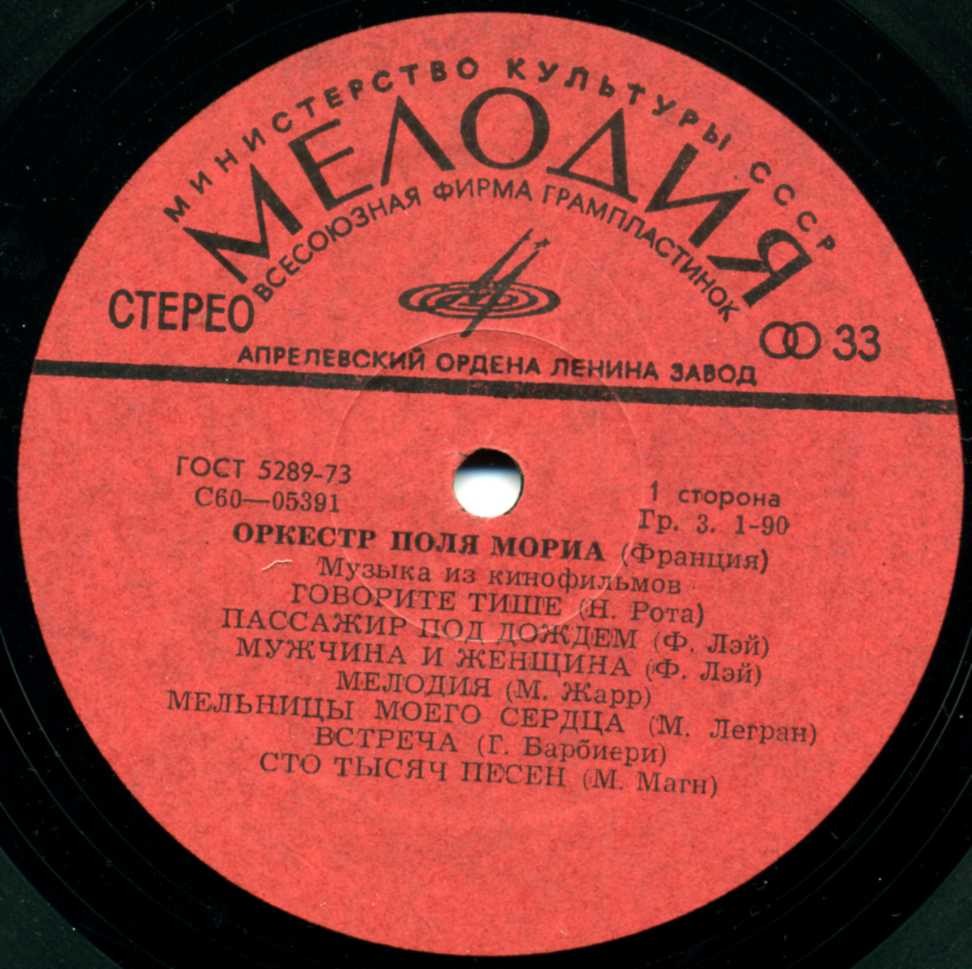 МИНИСТЕРСТВО КУЛЬТУРЫ СССР
МЕЛОДИЯ
ВСЕСОЮЗНАЯ ФИРМА ГРАМПЛАСТИНОК
СТЕРЕО
33
АПРЕЛЕВСКИЙ ОРДЕНА ЛЕНИНА ЗАВОД
ГОСТ 5289-73
С60—05391
1 сторона
Гр. 3. 1-90
ОРКЕСТР ПОЛЯ МОРИА (Франция)
Музыка из кинофильмов
ГОВОРИТЕ ТИШЕ (Н. Рота)
ПАССАЖИР ПОД ДОЖДЕМ (Ф. Лэй)
МУЖЧИНА И ЖЕНЩИНА (Ф. Лэй)
МЕЛОДИЯ (М. Жарр)
МЕЛЬНИЦЫ МОЕГО СЕРДЦА (М. Легран)
ВСТРЕЧА (Г. Барбиери)
СТО ТЫСЯЧ ПЕСЕН (М. Магн)